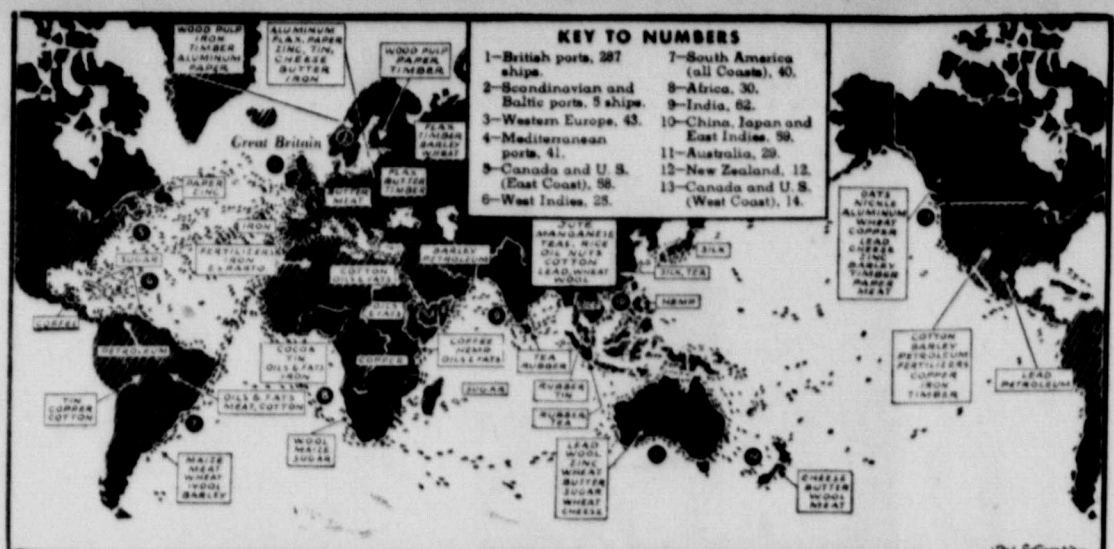 KEY TO NUMBERS
1—British ports, 287
ships.
2—Scandinavian and
Baltic ports, 5 ships.
3—Western Europe, 43.
4—Mediterranean
ports, 41.
5—Canada and U. S.
(East Coast), 58.
6—West Indies, 25.
7—South America
(all Coasts), 40.
8—Africa, 30.
9—India, 62.
10—China, Japan and
East Indies, 59.
11—Australia, 29.
12—New Zealand, 12.
13—Canada and U. S.
(West Coast), 14.
WOOD PULP
IRON
TIMBER
ALUMINUM
PAPER
ALUMINUM
FLAX, PAPER
ZINC, TIN,
CHEESE
BUTTER
IRON
WOOD PULP
PAPER
TIMBER
Great Britain
FLAX
TIMBER
BARLEY
WHEAT
FLAX
BUTTER
TIMBER
BUTTER
MEAT
PAPER
ZINC
IRON
FERTILIZERS
IRON
ESPARTO
SUGAR
COFFEE
PETROLEUM
COTTON
OILS & FATS
OILS
& FATS
BARLEY
PETROLEUM
JUTE
MANGANESE
TEAS, RICE
OIL NUTS
COTTON
LEAD, WHEAT
WOOL
SILK
SILK, TEA
HEMP
COCOA
TIN
OILS & FATS
IRON
COPPER
COFFEE
HEMP
OILS & FATS
SUGAR
TEA
RUBBER
RUBBER
TIN
RUBBER
TEA
TIN
COPPER
COTTON
OILS & FATS
MEAT, COTTON
MAIZE
MEAT
WHEAT
WOOL
BARLEY
WOOL
MAIZE
SUGAR
LEAD
WOOL
ZINC
WHEAT
BUTTER
SUGAR
WHEAT
CHEESE
CHEESE
BUTTER
WOOL
MEAT
OATS
NICKLE
ALUMINUM
WHEAT
COPPER
LEAD
CHEESE
ZINC
BARLEY
TIMBER
PAPER
MEAT
COTTON
BARLEY
PETROLEUM
FERTILIZERS
COPPER
IRON
TIMBER
LEAD
PETROLEUM